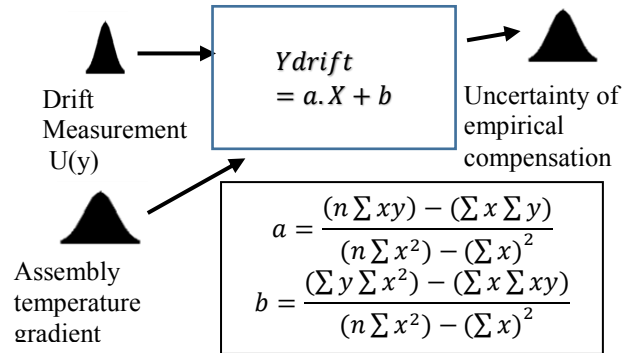 Ydrift
= a.X + b
Drift
Measurement
U(y)
Uncertainty of
empirical
compensation
Assembly
temperature
gradient
a = (n ∑ xy) − (∑ x ∑ y) / (n ∑ x²) − (∑ x)²
b = (∑ y ∑ x²) − (∑ x ∑ xy) / (n ∑ x²) − (∑ x)²